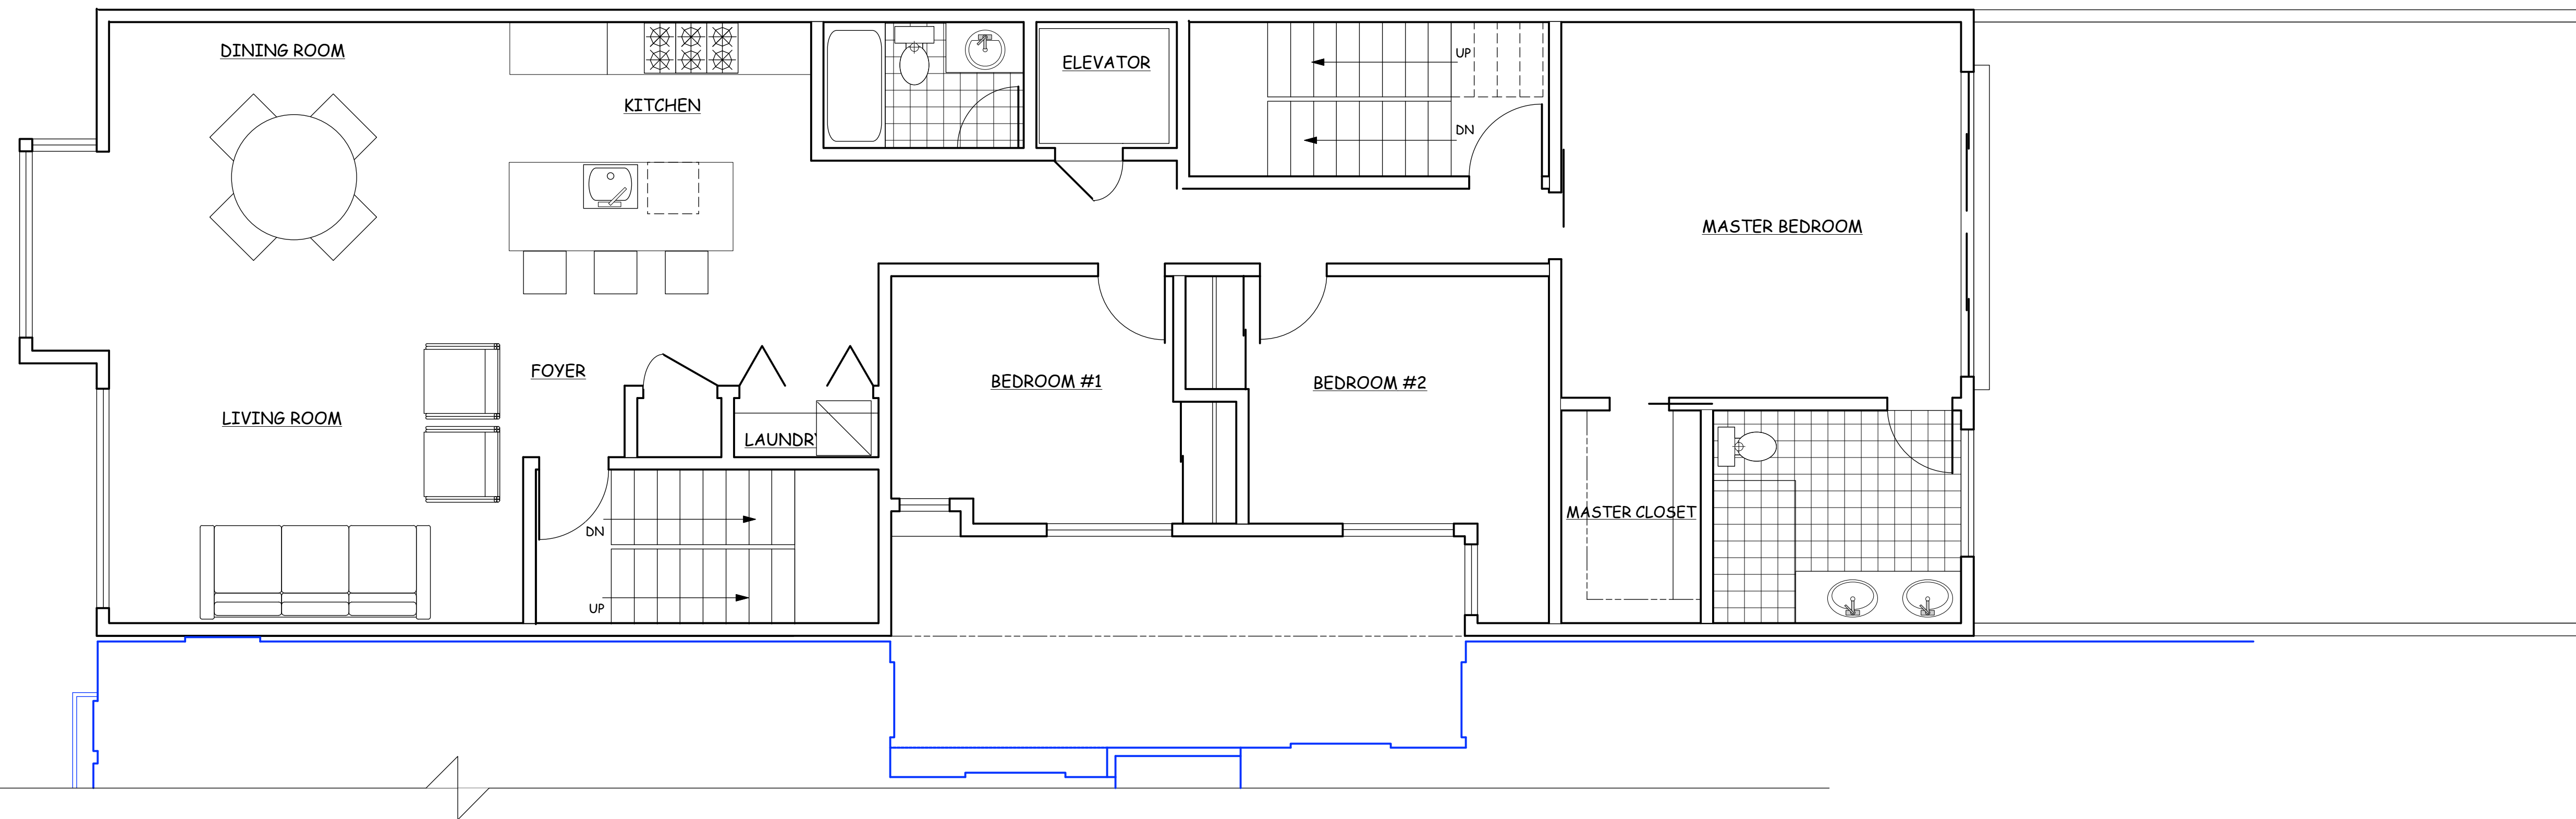 DINING ROOM
KITCHEN
ELEVATOR
UP
DN
MASTER BEDROOM
FOYER
LIVING ROOM
LAUNDRY
BEDROOM #1
BEDROOM #2
MASTER CLOSET
DN
UP